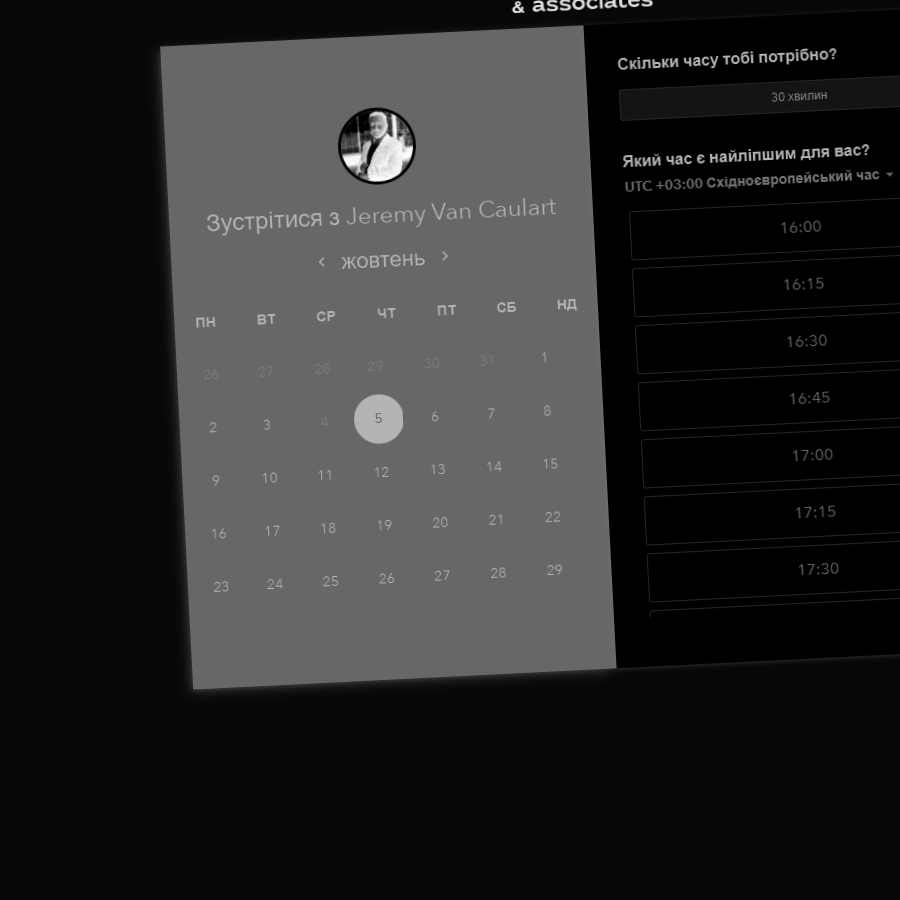 & associates
Зустрітися з Jeremy Van Caulart
жовтень
ПН ВТ СР ЧТ ПТ СБ НД
26 27 28 29 30 31 1
2 3 4 5 6 7 8
9 10 11 12 13 14 15
16 17 18 19 20 21 22
23 24 25 26 27 28 29
Скільки часу тобі потрібно?
30 хвилин
Який час є найліпшим для вас?
UTC +03:00 Східноєвропейський час
16:00
16:15
16:30
16:45
17:00
17:15
17:30